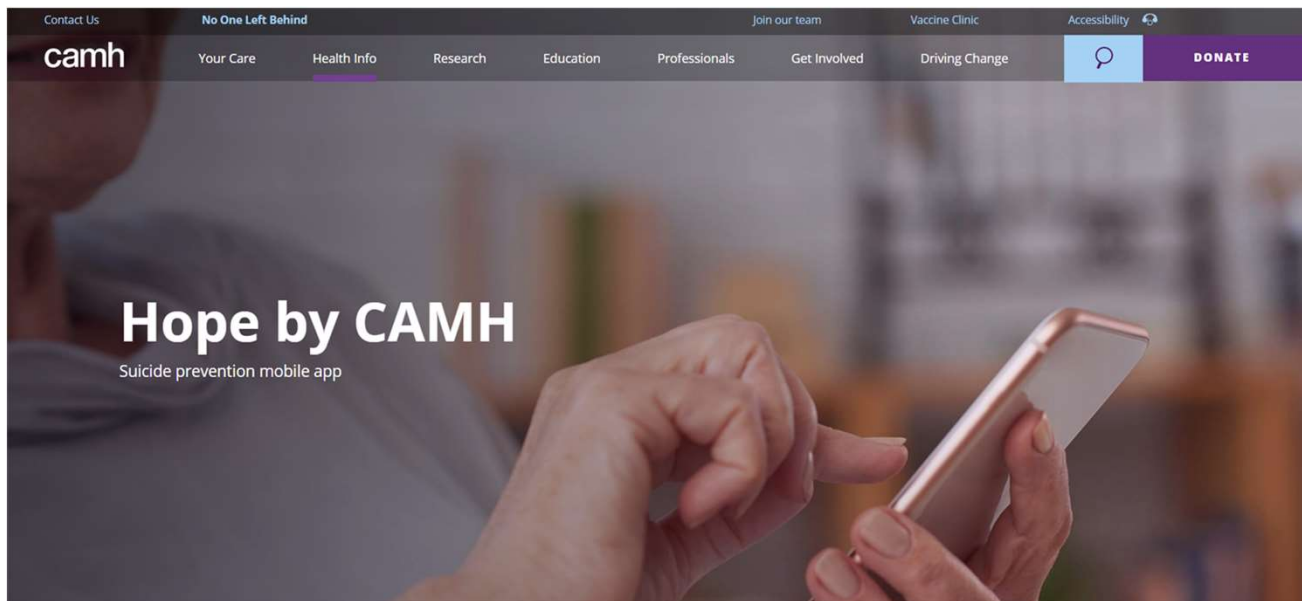 Contact Us No One Left Behind Join our team Vaccine Clinic Accessibility
camh Your Care Health Info Research Education Professionals Get Involved Driving Change DONATE
Hope by CAMH
Suicide prevention mobile app